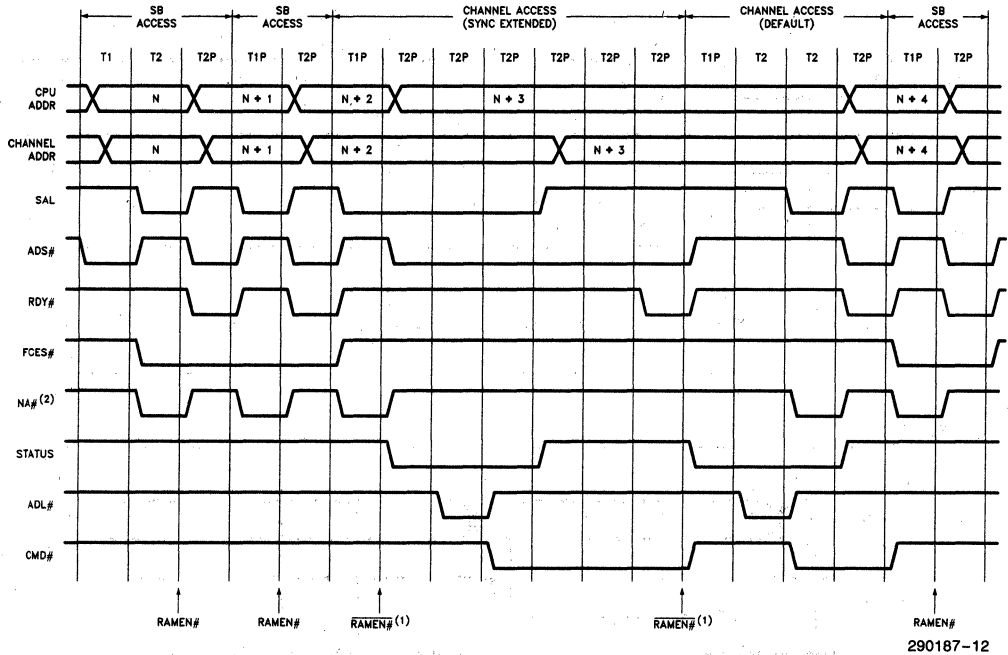 SB ACCESS
SB ACCESS
CHANNEL ACCESS (SYNC EXTENDED)
CHANNEL ACCESS (DEFAULT)
SB ACCESS
T1 T2 T2P T1P T2P T1P T2P T2P T2P T2P T2P T2P T1P T2 T2 T2P T1P T2P
CPU ADDR N N + 1 N + 2 N + 3 N + 4
CHANNEL ADDR N N + 1 N + 2 N + 3 N + 4
SAL
ADS#
RDY#
FCES#
NA#(2)
STATUS
ADL#
CMD#
RAMEN# RAMEN# RAMEN#(1) RAMEN#(1) RAMEN#
290187-12